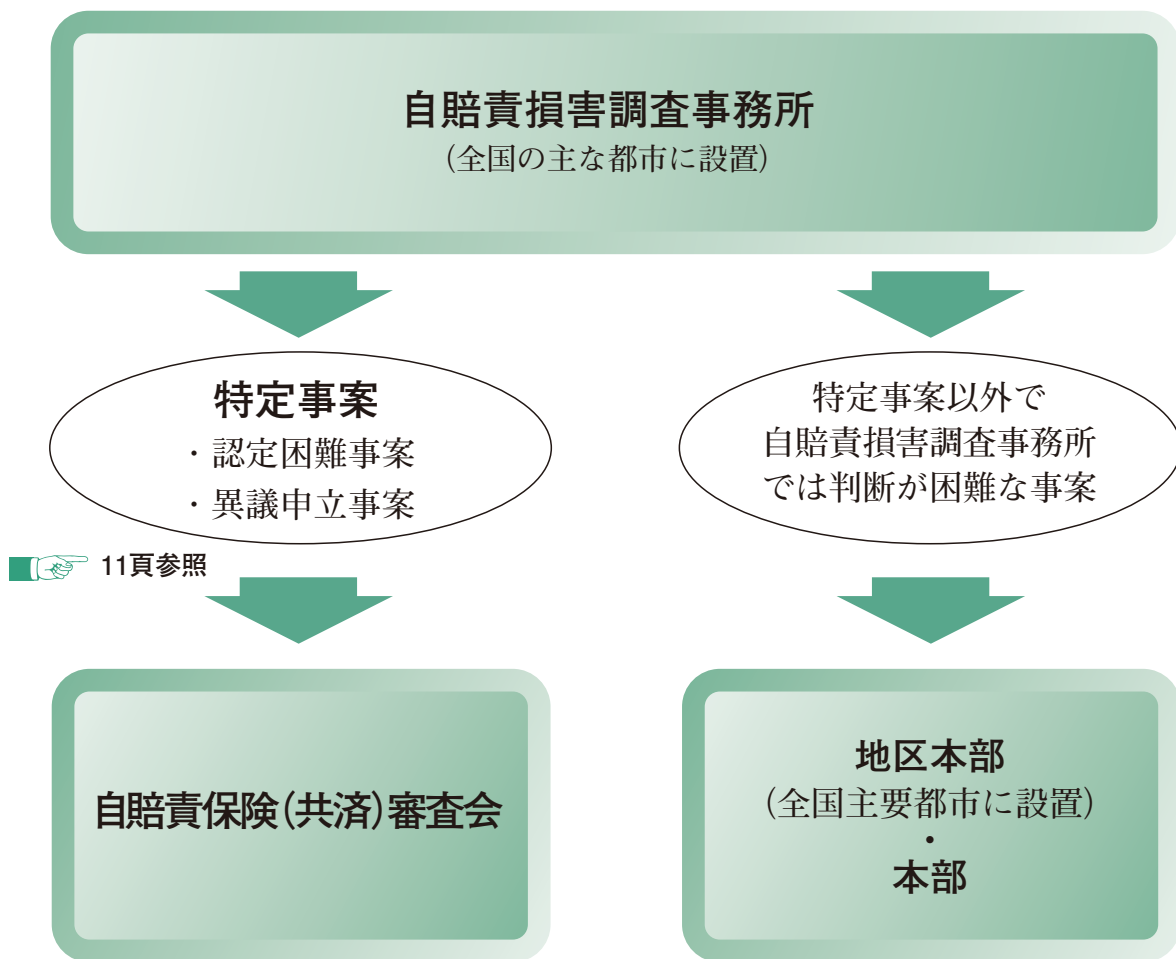 自賠責損害調査事務所
（全国の主な都市に設置）
特定事案
・認定困難事案
・異議申立事案
11頁参照
特定事案以外で
自賠責損害調査事務所
では判断が困難な事案
自賠責保険（共済）審査会
地区本部
（全国主要都市に設置）
・
本部